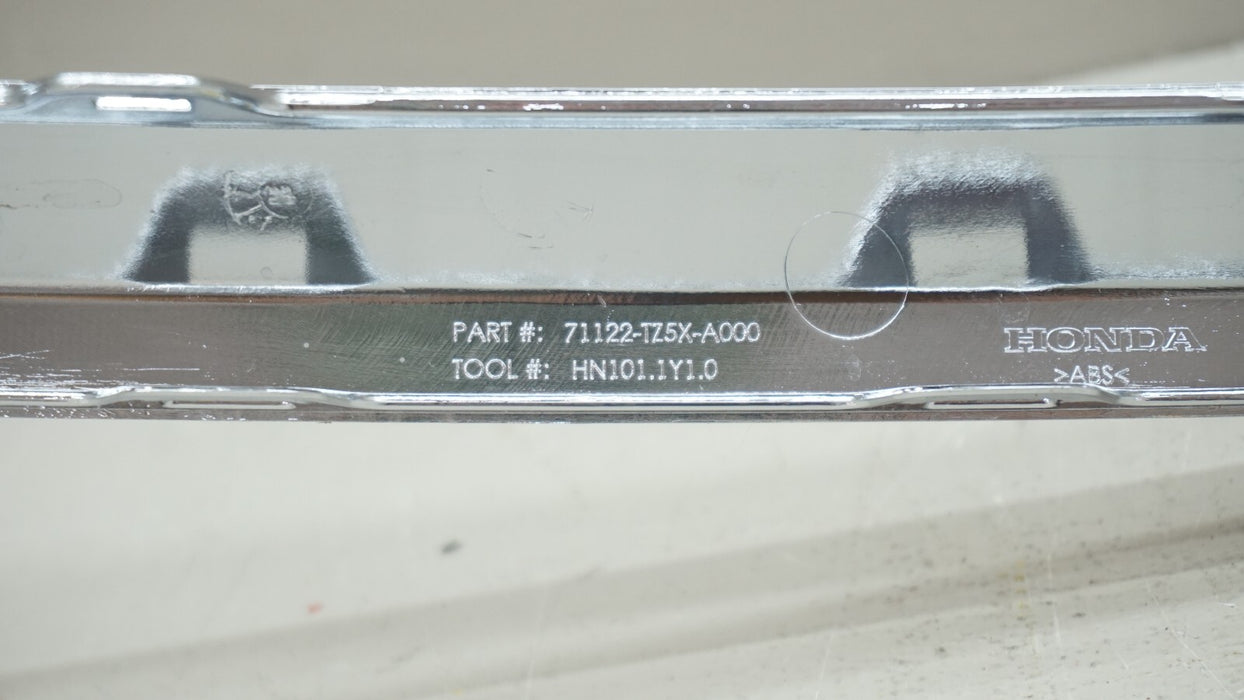 PART #: 71122-TZ5X-A000
TOOL #: HN101.1Y1.0
HONDA
>ABS<